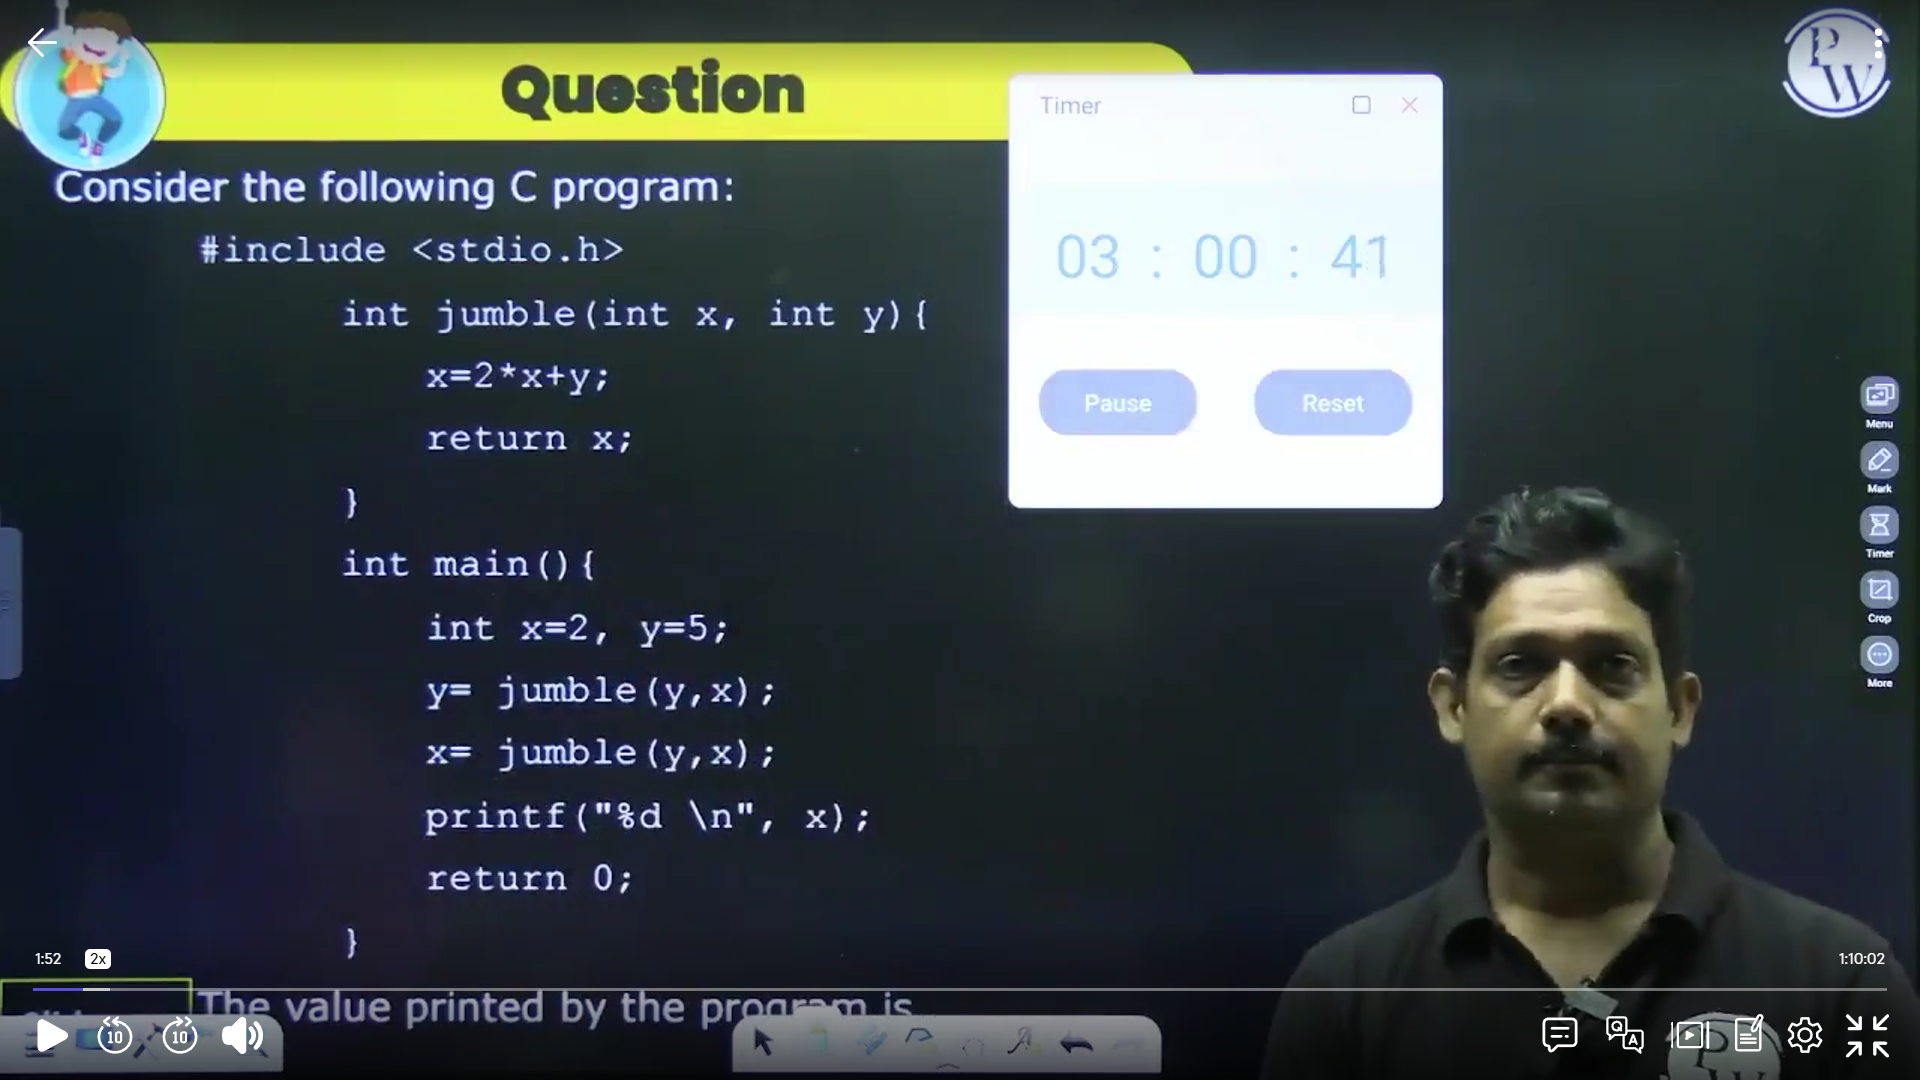 Question
PW
Timer
03 : 00 : 41
Pause
Reset
Consider the following C program:
#include <stdio.h>
int jumble(int x, int y){
x=2*x+y;
return x;
}
int main(){
int x=2, y=5;
y= jumble(y,x);
x= jumble(y,x);
printf("%d \n", x);
return 0;
}
The value printed by the program is
Menu
Mark
Timer
Crop
More
1:52
2x
1:10:02
10
10